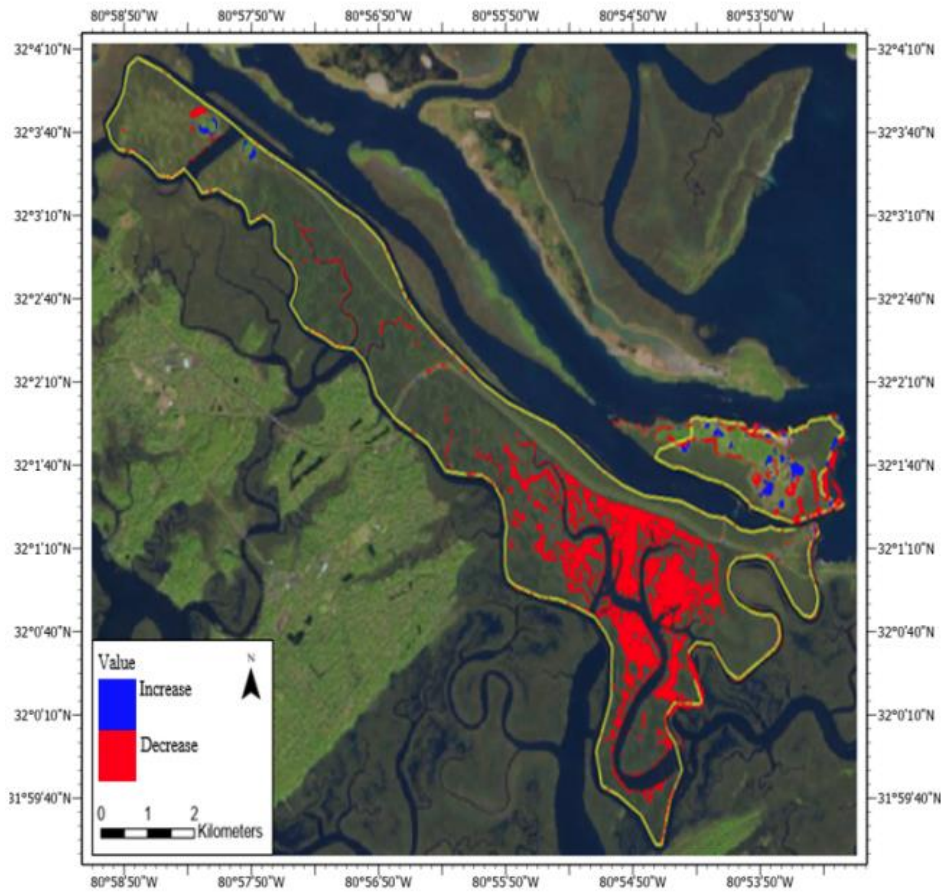 80°58'50"W 80°57'50"W 80°56'50"W 80°55'50"W 80°54'50"W 80°53'50"W
32°4'10"N 32°4'10"N
32°3'40"N 32°3'40"N
32°3'10"N 32°3'10"N
32°2'40"N 32°2'40"N
32°2'10"N 32°2'10"N
32°1'40"N 32°1'40"N
32°1'10"N 32°1'10"N
32°0'40"N 32°0'40"N
Value
N
Increase
32°0'10"N 32°0'10"N
Decrease
31°59'40"N 31°59'40"N
0 1 2
Kilometers
80°58'50"W 80°57'50"W 80°56'50"W 80°55'50"W 80°54'50"W 80°53'50"W